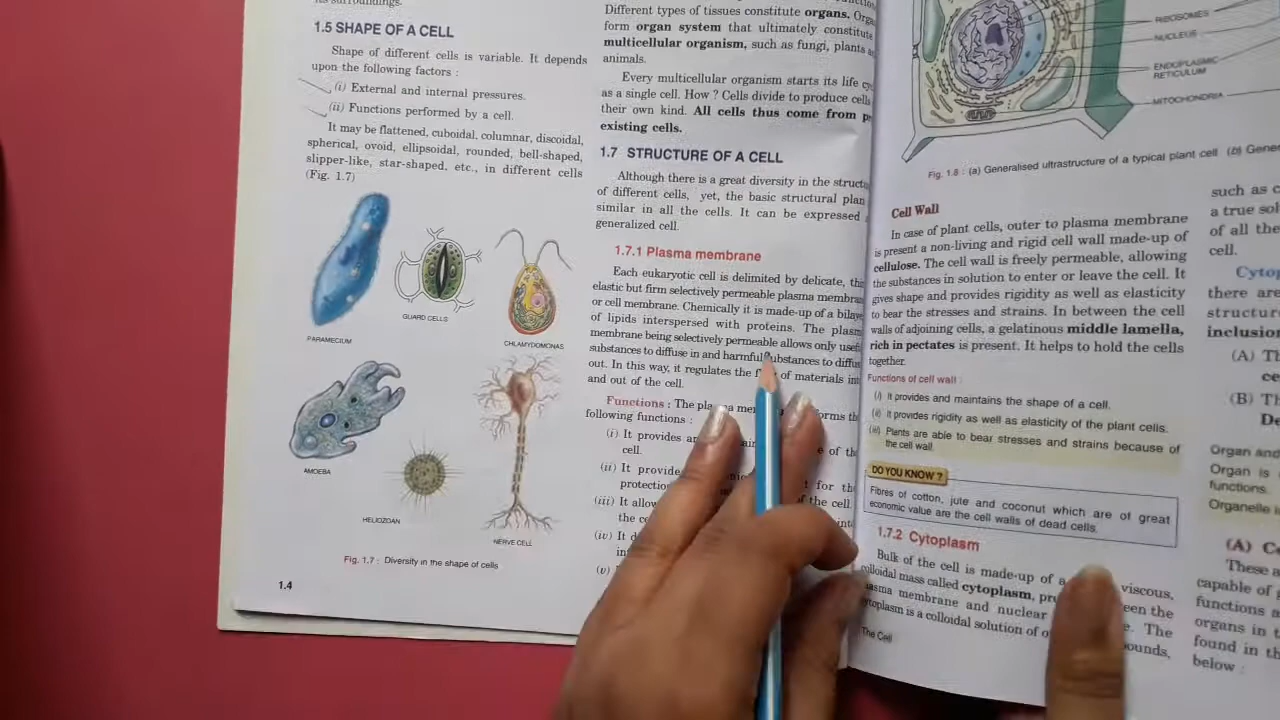 its surroundings.
1.5 SHAPE OF A CELL
Shape of different cells is variable. It depends
upon the following factors :
(i) External and internal pressures.
(ii) Functions performed by a cell.
It may be flattened, cuboidal, columnar, discoidal,
spherical, ovoid, ellipsoidal, rounded, bell-shaped,
slipper-like, star-shaped, etc., in different cells
(Fig. 1.7)
PARAMECIUM
GUARD CELLS
CHLAMYDOMONAS
AMOEBA
HELIOZOAN
NERVE CELL
Fig. 1.7 : Diversity in the shape of cells
1.4
Different types of tissues constitute organs.
form organ system that ultimately constitute
multicellular organism, such as fungi, plants
animals.
Every multicellular organism starts its life
as a single cell. How ? Cells divide to produce cells
their own kind. All cells thus come from
existing cells.
1.7 STRUCTURE OF A CELL
Although there is a great diversity in the
of different cells, yet, the basic structural plan
similar in all the cells. It can be expressed
generalized cell.
1.7.1 Plasma membrane
Each eukaryotic cell is delimited by delicate,
elastic but firm selectively permeable plasma
or cell membrane. Chemically it is made-up of a
of lipids interspersed with proteins. The
membrane being selectively permeable allows only
substances to diffuse in and harmful substances to
out. In this way, it regulates the of materials
and out of the cell.
Functions : The
following functions :
(i) It provides
cell.
(ii) for the
(iii) It of the cell
the
(iv) It
(v)
RIBOSOMES
NUCLEUS
ENDOPLASMIC
RETICULUM
MITOCHONDRIA
Fig. 1.8 : (a) Generalised ultrastructure of a typical plant cell (b)
Cell Wall
In case of plant cells, outer to plasma membrane
is present a non-living and rigid cell wall made-up of
cellulose. The cell wall is freely permeable, allowing
the substances in solution to enter or leave the cell. It
gives shape and provides rigidity as well as elasticity
to bear the stresses and strains. In between the cell
walls of adjoining cells, a gelatinous middle lamella,
rich in pectates is present. It helps to hold the cells
together.
Functions of cell wall :
(i) It provides and maintains the shape of a cell.
(ii) It provides rigidity as well as elasticity of the plant cells.
(iii) Plants are able to bear stresses and strains because of
the cell wall.
DO YOU KNOW ?
Fibres of cotton, jute and coconut which are of great
economic value are the cell walls of dead cells.
1.7.2 Cytoplasm
Bulk of the cell is made-up of a viscous,
colloidal mass called cytoplasm, the
membrane and nuclear The
is a colloidal solution of
The Cell
such as
a true
of all the
cell.
there are
(A)
(B)
Organ and
Organ is
functions.
(A)
These
capable of
functions
organs in
found in the
below :